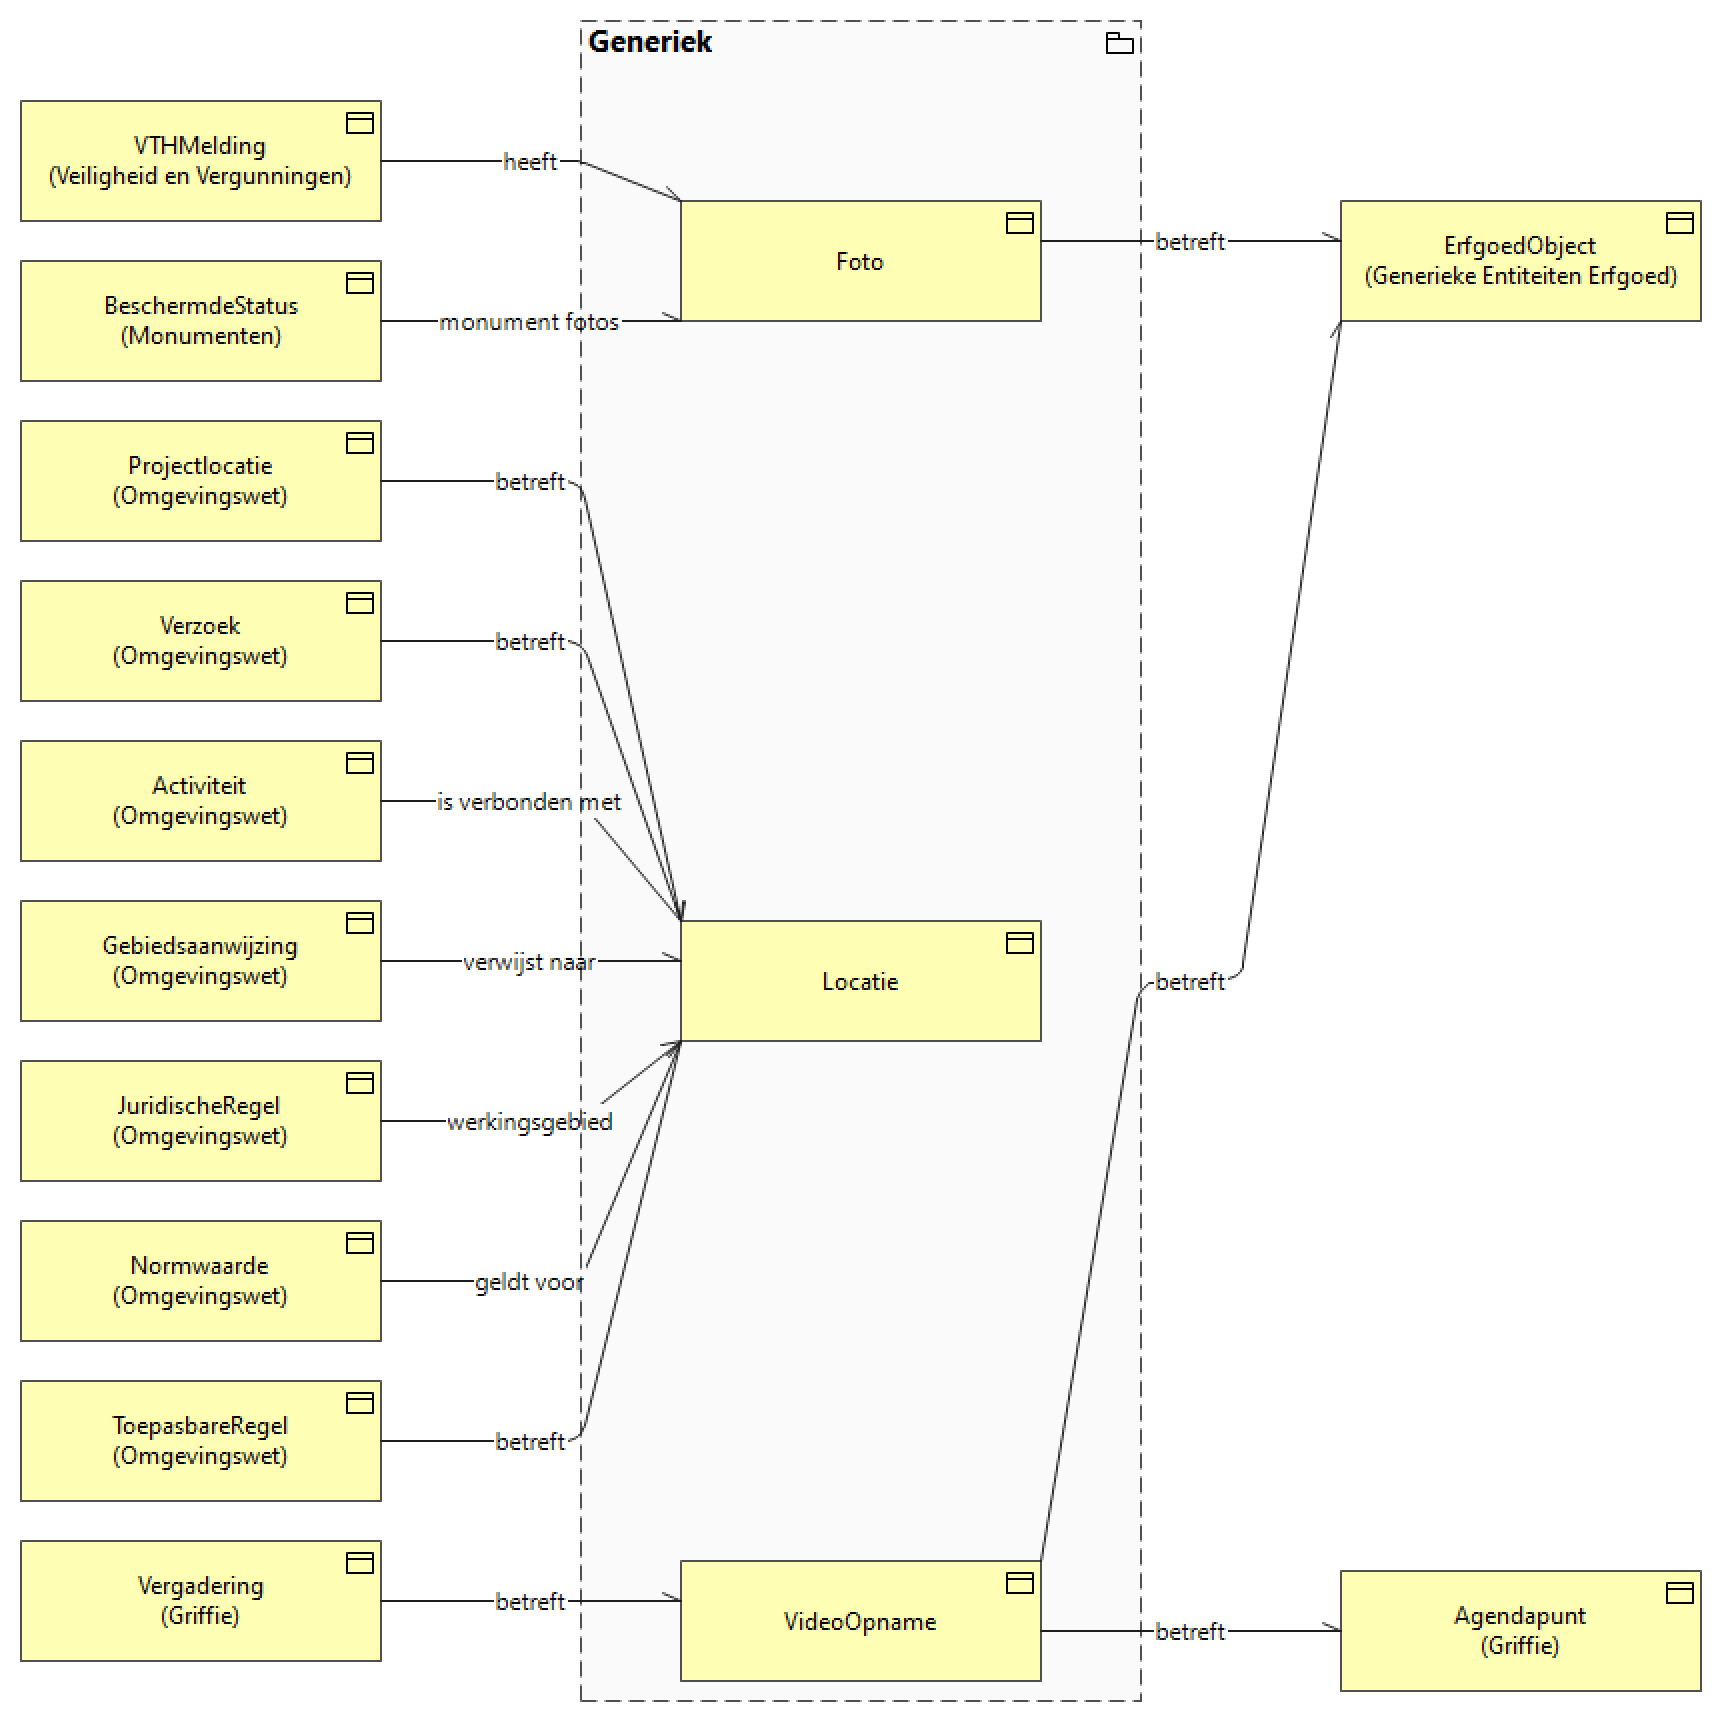 Generiek
VTHMelding
(Veiligheid en Vergunningen)
heeft
Foto
betreft
ErfgoedObject
(Generieke Entiteiten Erfgoed)
BeschermdeStatus
(Monumenten)
monument fotos
Projectlocatie
(Omgevingswet)
betreft
Verzoek
(Omgevingswet)
betreft
Activiteit
(Omgevingswet)
is verbonden met
Gebiedsaanwijzing
(Omgevingswet)
verwijst naar
Locatie
betreft
JuridischeRegel
(Omgevingswet)
werkingsgebied
Normwaarde
(Omgevingswet)
geldt voor
ToepasbareRegel
(Omgevingswet)
betreft
Vergadering
(Griffie)
betreft
VideoOpname
betreft
Agendapunt
(Griffie)